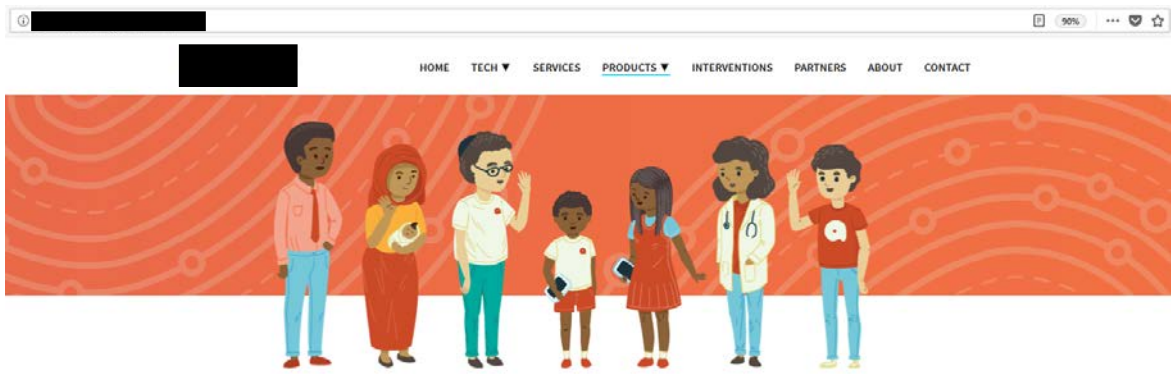 90%
HOME TECH ▼ SERVICES PRODUCTS ▼ INTERVENTIONS PARTNERS ABOUT CONTACT
a